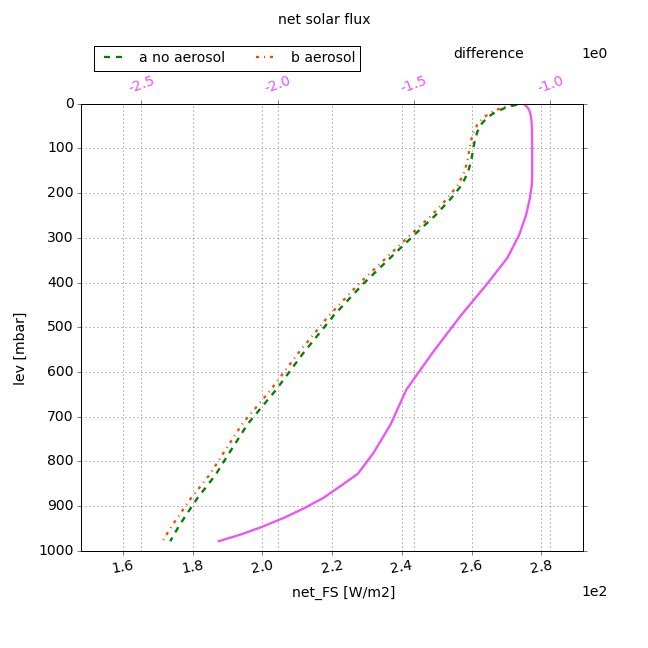 net solar flux
a no aerosol b aerosol
difference 1e0
-2.5 -2.0 -1.5 -1.0
0
100
200
300
400
500
600
700
800
900
1000
lev [mbar]
1.6 1.8 2.0 2.2 2.4 2.6 2.8
net_FS [W/m2] 1e2